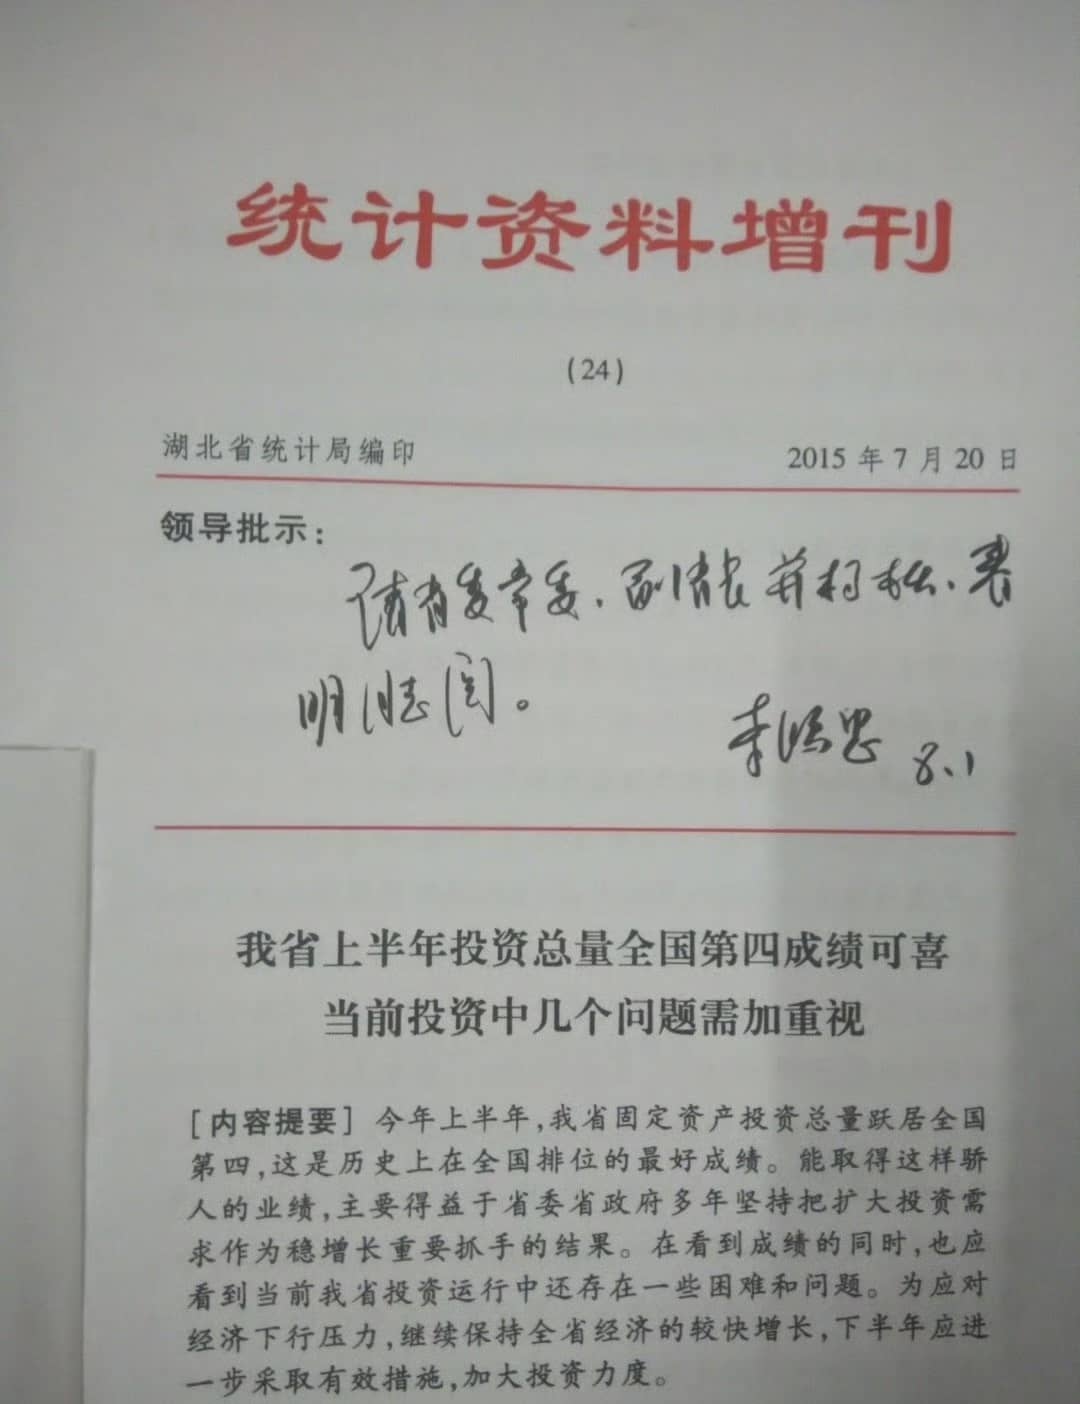 统计资料增刊
(24)
湖北省统计局编印 2015年7月20日
领导批示:
请省委常委、副省长并柯松、裹
明同志阅。
李鸿忠 8.1
我省上半年投资总量全国第四成绩可喜
当前投资中几个问题需加重视
[内容提要] 今年上半年,我省固定资产投资总量跃居全国
第四,这是历史上在全国排位的最好成绩。能取得这样骄
人的业绩,主要得益于省委省政府多年坚持把扩大投资需
求作为稳增长重要抓手的结果。在看到成绩的同时,也应
看到当前我省投资运行中还存在一些困难和问题。为应对
经济下行压力,继续保持全省经济的较快增长,下半年应进
一步采取有效措施,加大投资力度。